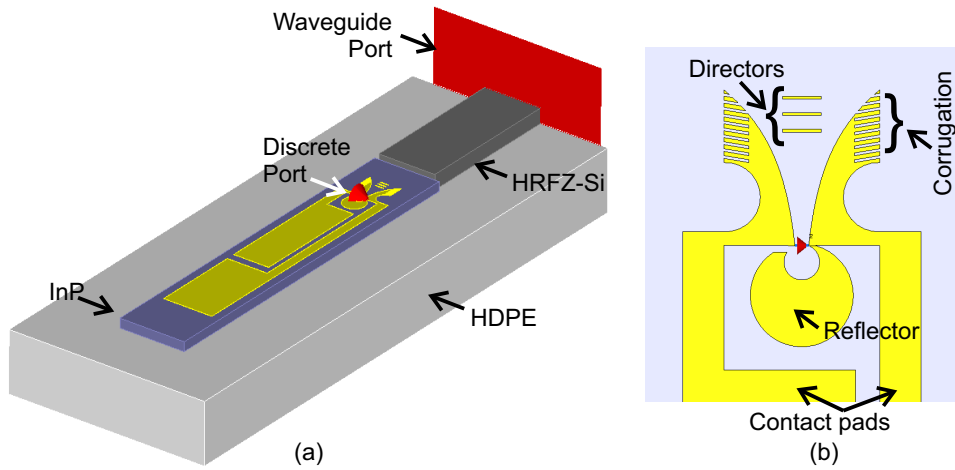 Waveguide
Port
Discrete
Port
HRFZ-Si
InP
HDPE
(a)
Directors
Corrugation
Reflector
Contact pads
(b)